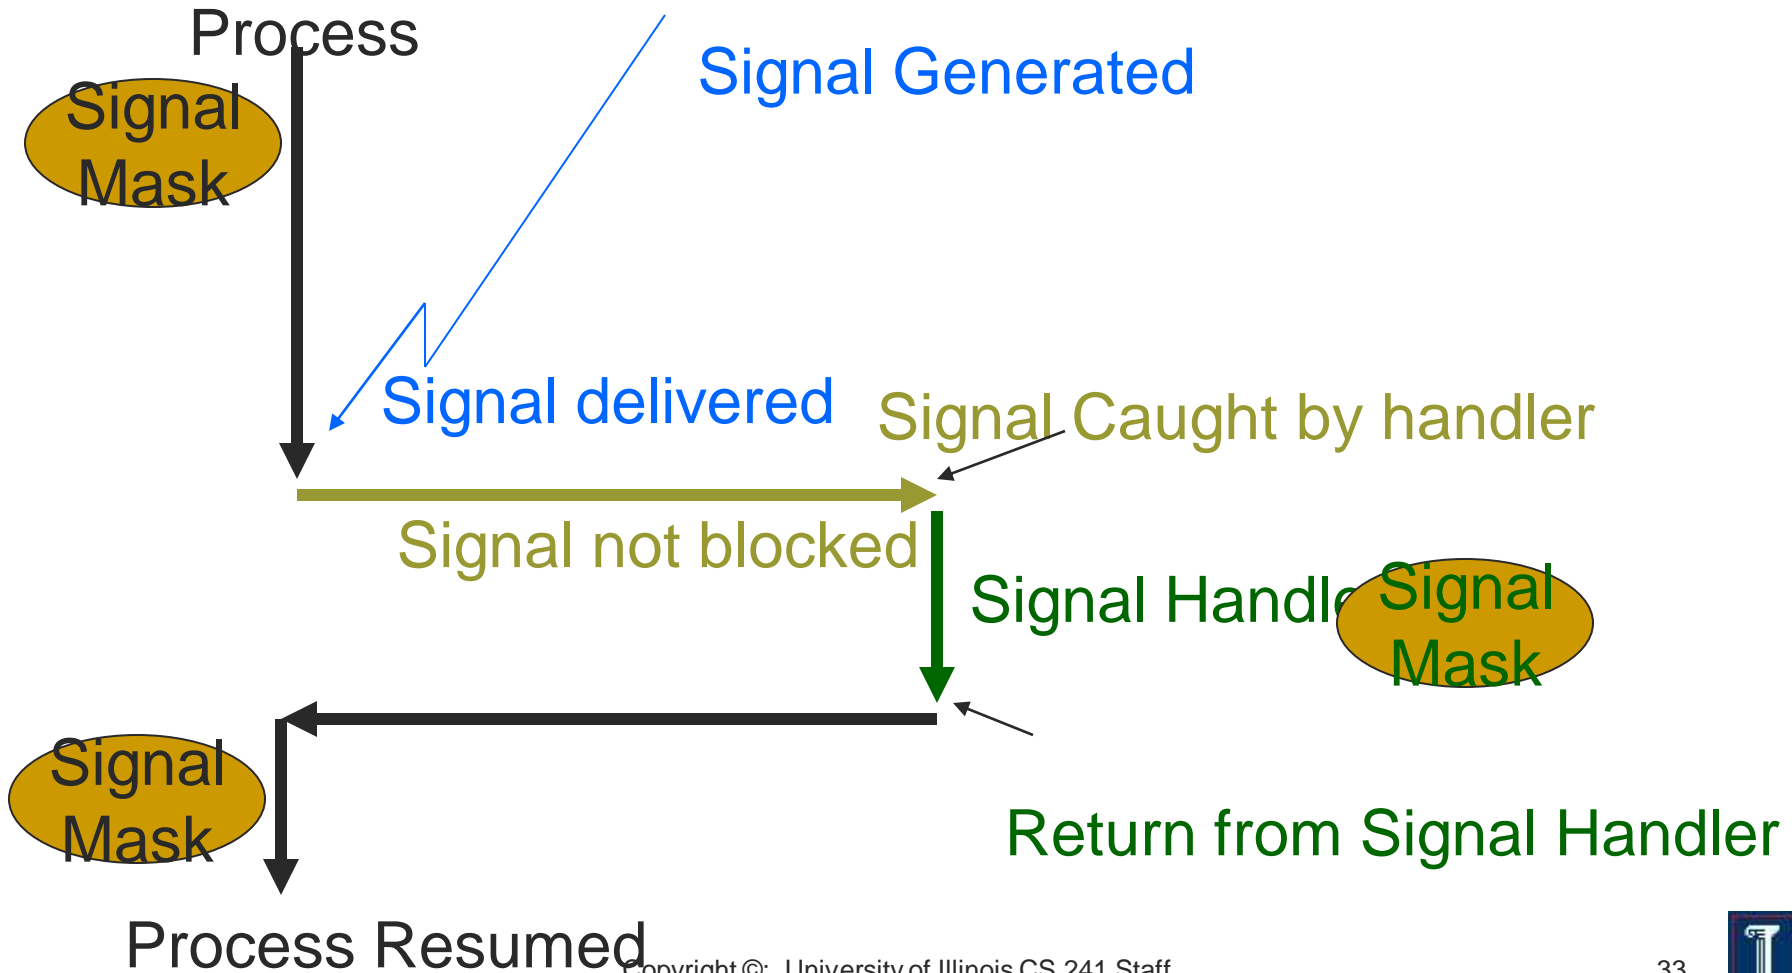 Process
Signal Generated
Signal
Mask
Signal delivered
Signal Caught by handler
Signal not blocked
Signal Handle
Signal
Mask
Signal
Mask
Return from Signal Handler
Process Resumed
Copyright ©: University of Illinois CS 241 Staff
33